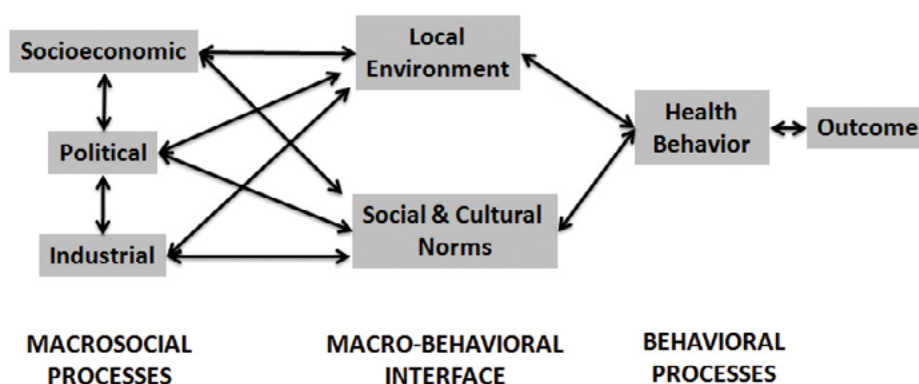 Socioeconomic
Political
Industrial
Local
Environment
Social & Cultural
Norms
Health
Behavior
Outcome
MACROSOCIAL
PROCESSES
MACRO-BEHAVIORAL
INTERFACE
BEHAVIORAL
PROCESSES